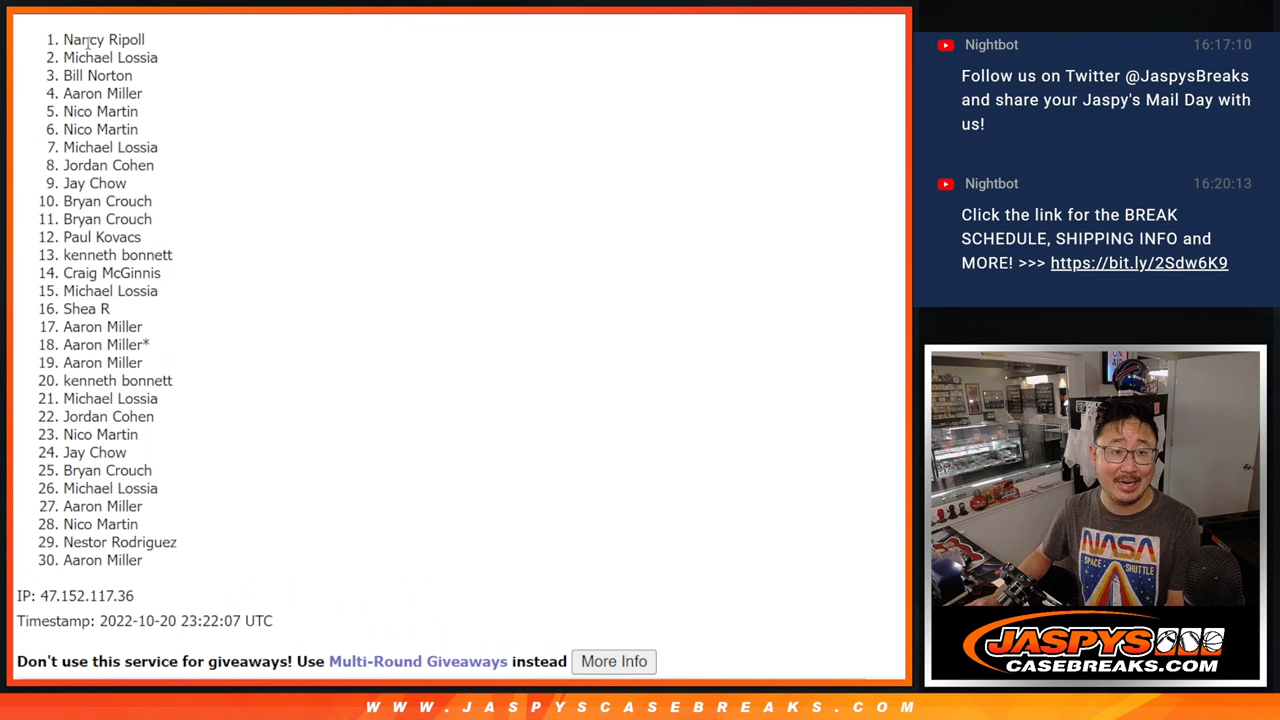 1. Nancy Ripoll
2. Michael Lossia
3. Bill Norton
4. Aaron Miller
5. Nico Martin
6. Nico Martin
7. Michael Lossia
8. Jordan Cohen
9. Jay Chow
10. Bryan Crouch
11. Bryan Crouch
12. Paul Kovacs
13. kenneth bonnett
14. Craig McGinnis
15. Michael Lossia
16. Shea R
17. Aaron Miller
18. Aaron Miller*
19. Aaron Miller
20. kenneth bonnett
21. Michael Lossia
22. Jordan Cohen
23. Nico Martin
24. Jay Chow
25. Bryan Crouch
26. Michael Lossia
27. Aaron Miller
28. Nico Martin
29. Nestor Rodriguez
30. Aaron Miller
IP: 47.152.117.36
Timestamp: 2022-10-20 23:22:07 UTC
Don't use this service for giveaways! Use Multi-Round Giveaways instead More Info
Nightbot 16:17:10
Follow us on Twitter @JaspysBreaks
and share your Jaspy's Mail Day with
us!
Nightbot 16:20:13
Click the link for the BREAK
SCHEDULE, SHIPPING INFO and
MORE! >>> https://bit.ly/2Sdw6K9
ON
AIR
NASA
SPACE SHUTTLE
JASPYS
CASEBREAKS.COM
WWW.JASPYSCASEBREAKS.COM